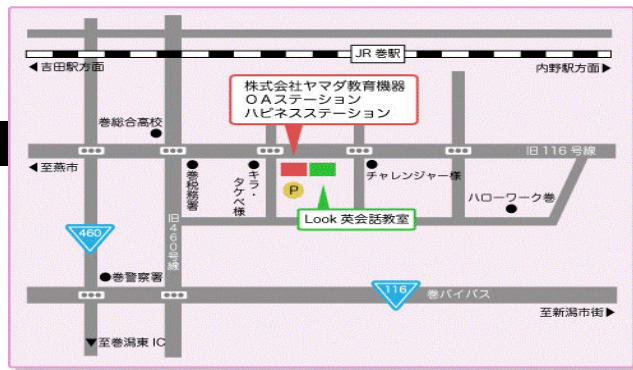 JR 巻駅
◀吉田駅方面
内野駅方面▶
株式会社ヤマダ教育機器
OAステーション
ハピネスステーション
巻総合高校
旧116号線
◀至燕市
巻税務署
キラ・
タケベ様
P
チャレンジャー様
ハローワーク巻
Look 英会話教室
旧460号線
460
巻警察署
116
巻バイパス
至新潟市街▶
▼至巻潟東IC